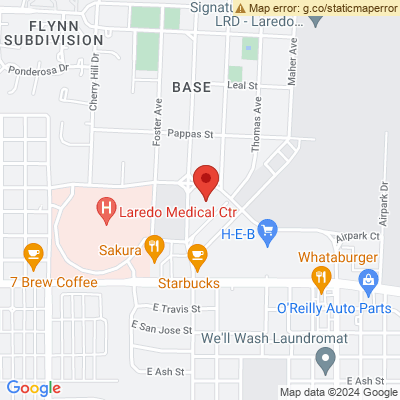 Signatu
LRD - Laredo...
Map error: g.co/staticmaperror
FLYNN
SUBDIVISION
Ponderosa Dr
Cherry Hill Dr
Foster Ave
BASE
Leal St
Maher Ave
Thomas Ave
Pappas St
Airpark Dr
Laredo Medical Ctr
H-E-B
Airpark Ct
Sakura
Starbucks
Whataburger
7 Brew Coffee
O'Reilly Auto Parts
E Travis St
E San Jose St
We'll Wash Laundromat
E Ash St
E Ash St
Google
Map data ©2024 Google